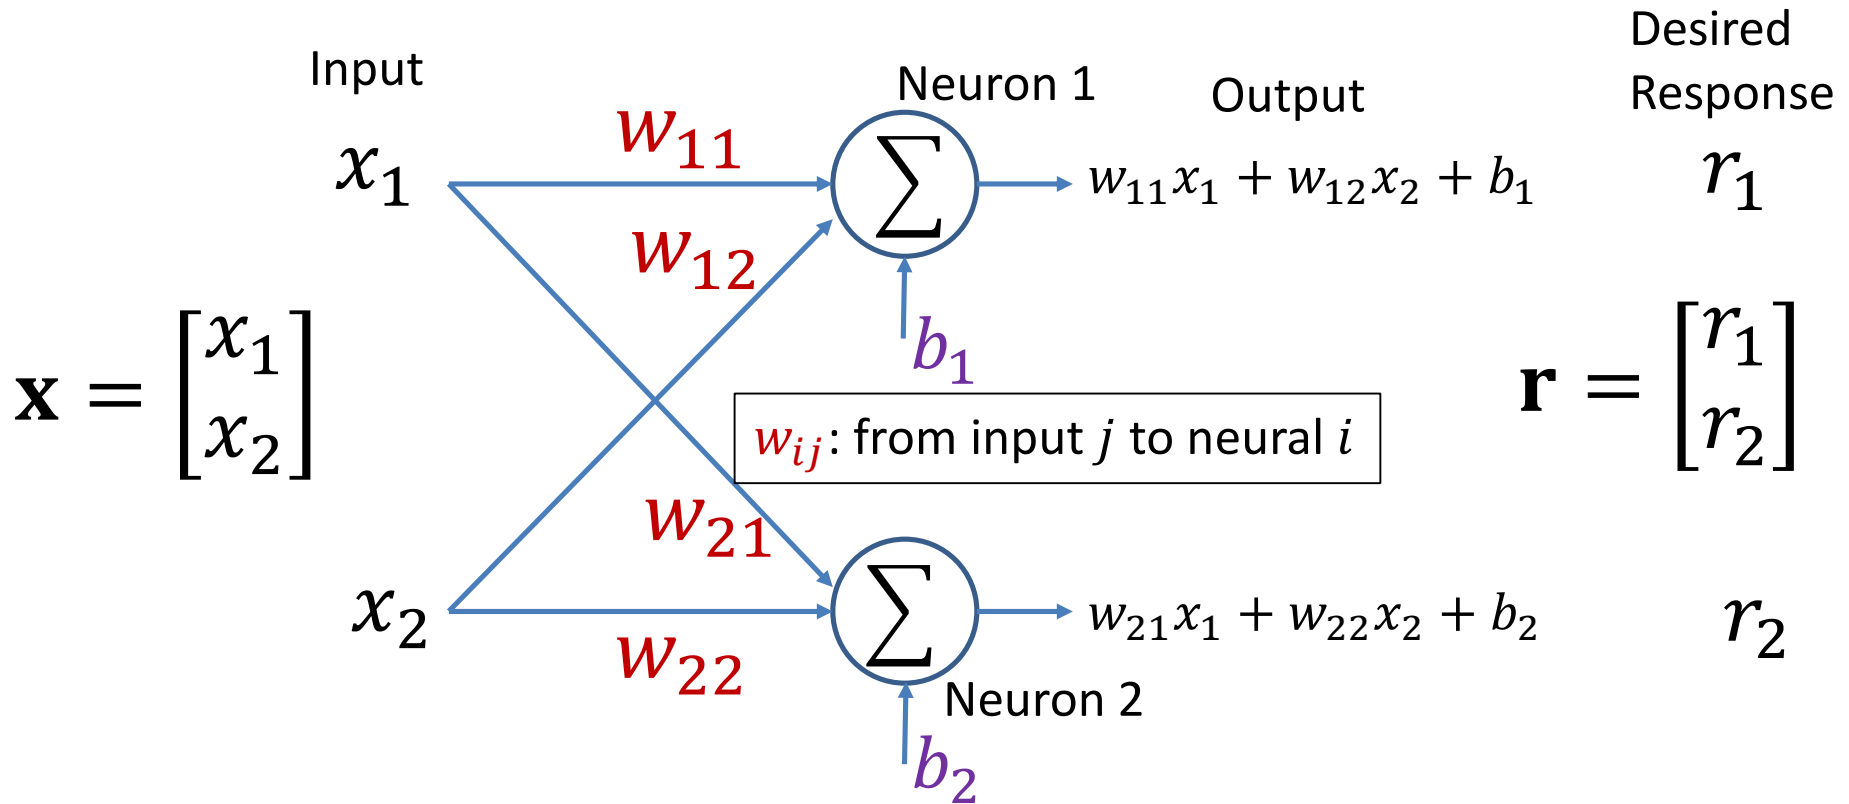 Input
Neuron 1
Output
Desired
Response
x₁
w₁₁
∑
w₁₁x₁ + w₁₂x₂ + b₁
r₁
w₁₂
b₁
𝐱 = [x₁ x₂]
𝐫 = [r₁ r₂]
wᵢⱼ: from input j to neural i
w₂₁
x₂
w₂₂
∑
w₂₁x₁ + w₂₂x₂ + b₂
r₂
Neuron 2
b₂